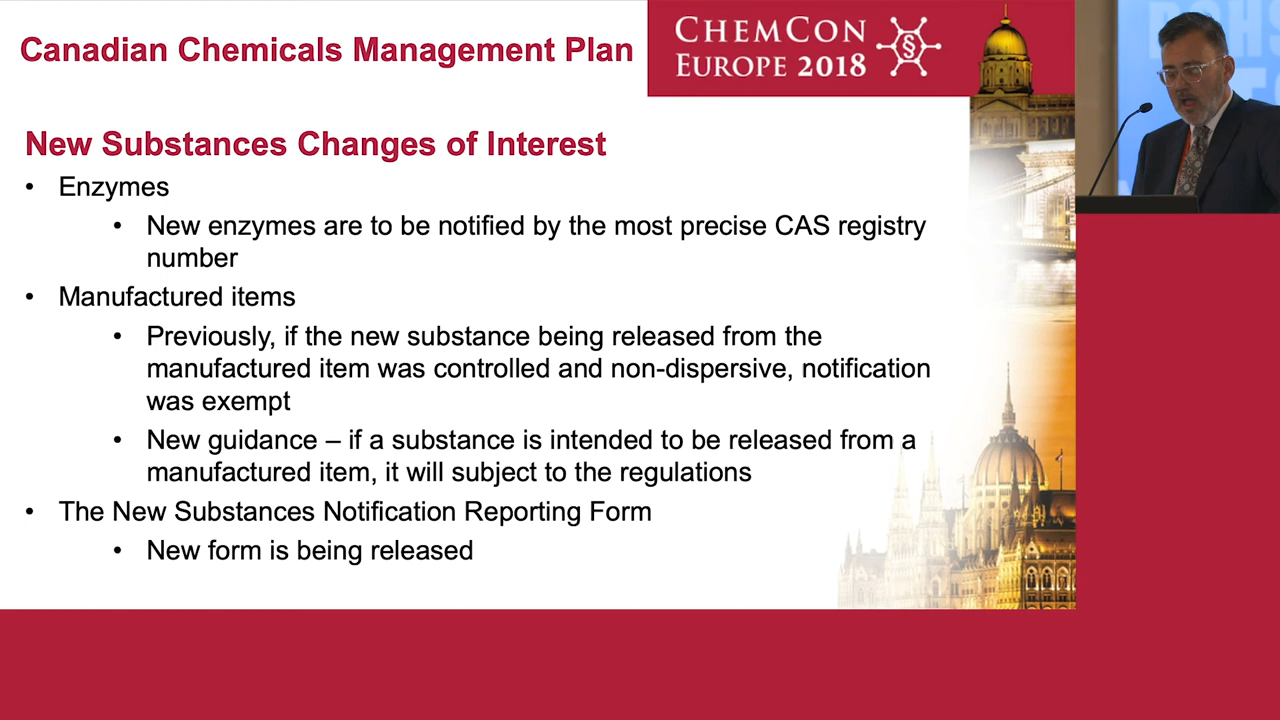 Canadian Chemicals Management Plan
CHEMCON
EUROPE 2018
§
New Substances Changes of Interest
• Enzymes
• New enzymes are to be notified by the most precise CAS registry
number
• Manufactured items
• Previously, if the new substance being released from the
manufactured item was controlled and non-dispersive, notification
was exempt
• New guidance – if a substance is intended to be released from a
manufactured item, it will subject to the regulations
• The New Substances Notification Reporting Form
• New form is being released